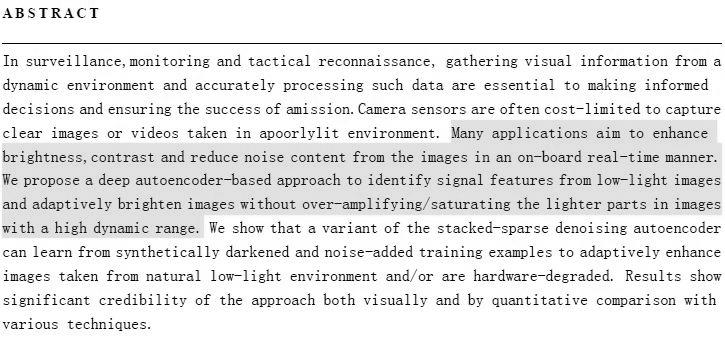 ABSTRACT
In surveillance,monitoring and tactical reconnaissance, gathering visual information from a
dynamic environment and accurately processing such data are essential to making informed
decisions and ensuring the success of amission.Camera sensors are often cost-limited to capture
clear images or videos taken in apoorlylit environment. Many applications aim to enhance
brightness,contrast and reduce noise content from the images in an on-board real-time manner.
We propose a deep autoencoder-based approach to identify signal features from low-light images
and adaptively brighten images without over-amplifying/saturating the lighter parts in images
with a high dynamic range. We show that a variant of the stacked-sparse denoising autoencoder
can learn from synthetically darkened and noise-added training examples to adaptively enhance
images taken from natural low-light environment and/or are hardware-degraded. Results show
significant credibility of the approach both visually and by quantitative comparison with
various techniques.